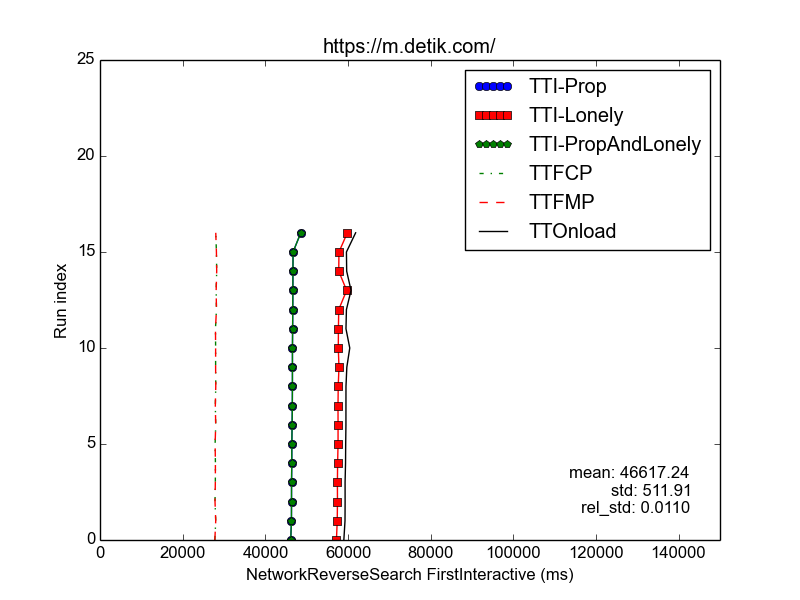 https://m.detik.com/
25
20
15
10
5
0
Run index
TTI-Prop
TTI-Lonely
TTI-PropAndLonely
TTFCP
TTFMP
TTOnload
mean: 46617.24
std: 511.91
rel_std: 0.0110
0 20000 40000 60000 80000 100000 120000 140000
NetworkReverseSearch FirstInteractive (ms)